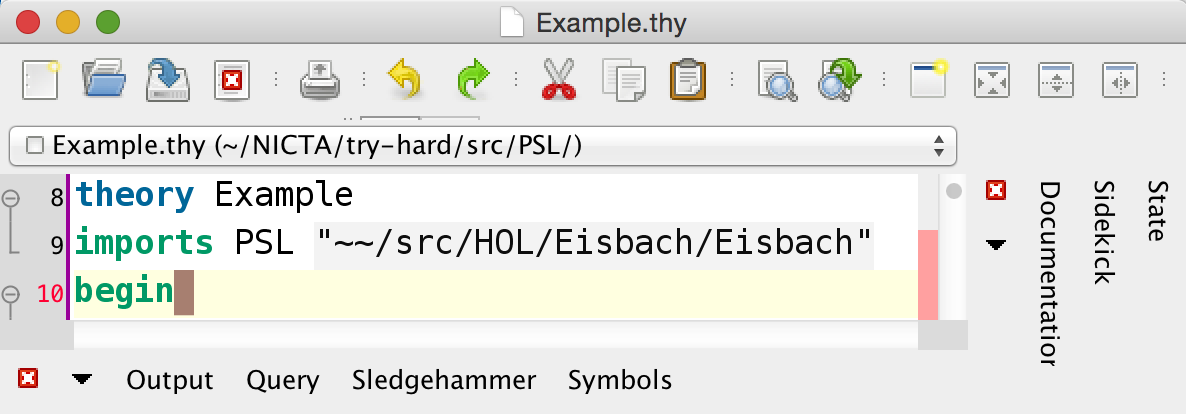 Example.thy
Example.thy (~/NICTA/try-hard/src/PSL/)
8 theory Example
9 imports PSL "~~/src/HOL/Eisbach/Eisbach"
10 begin
Documentatior
Sidekick
State
Output Query Sledgehammer Symbols